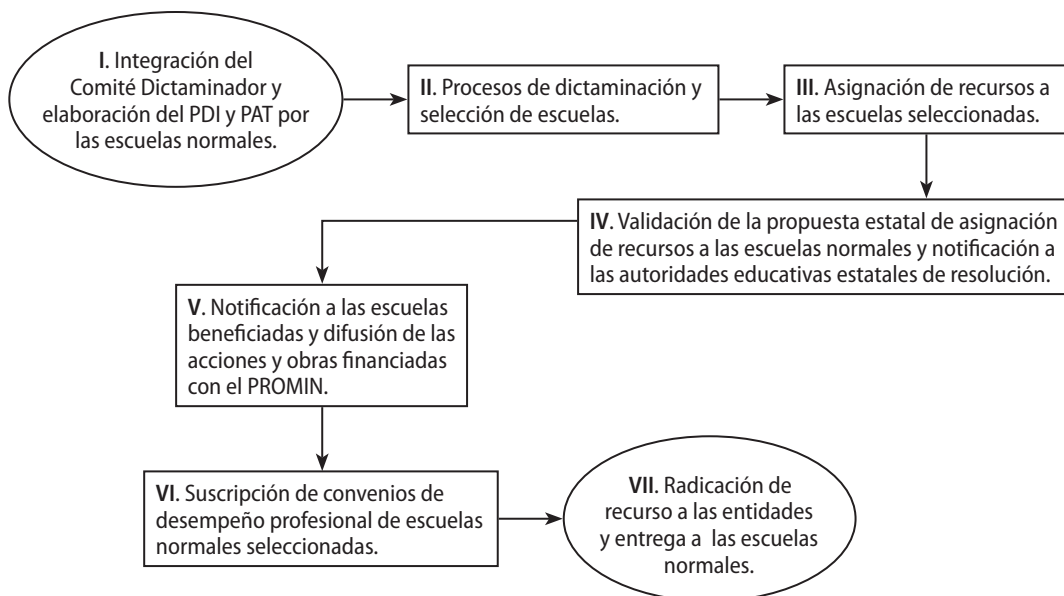 I. Integración del
Comité Dictaminador y
elaboración del PDI y PAT por
las escuelas normales.
II. Procesos de dictaminación y
selección de escuelas.
III. Asignación de recursos a
las escuelas seleccionadas.
IV. Validación de la propuesta estatal de asignación
de recursos a las escuelas normales y notificación a
las autoridades educativas estatales de resolución.
V. Notificación a las escuelas
beneficiadas y difusión de las
acciones y obras financiadas
con el PROMIN.
VI. Suscripción de convenios de
desempeño profesional de escuelas
normales seleccionadas.
VII. Radicación de
recurso a las entidades
y entrega a las escuelas
normales.